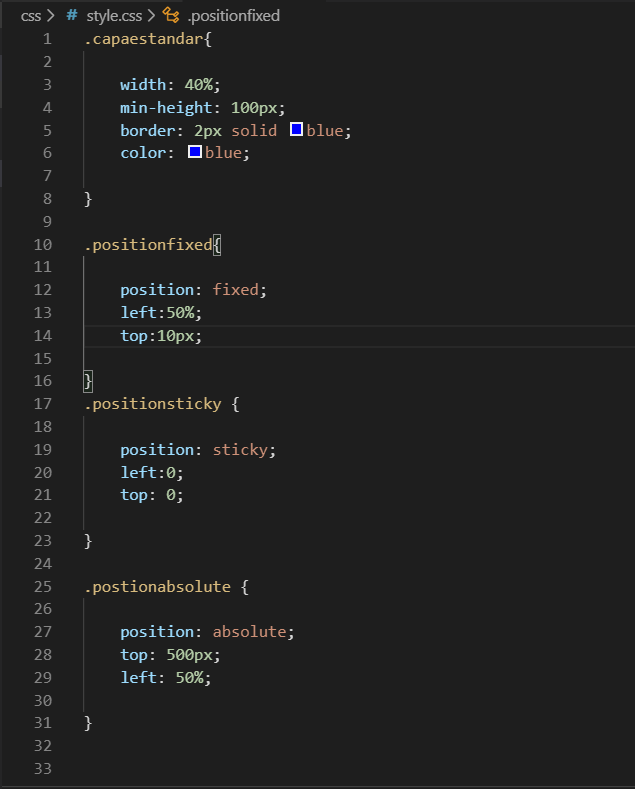 css > # style.css > .positionfixed
1 .capaestandar{
2
3 width: 40%;
4 min-height: 100px;
5 border: 2px solid blue;
6 color: blue;
7
8 }
9
10 .positionfixed{
11
12 position: fixed;
13 left:50%;
14 top:10px;
15
16 }
17 .positionsticky {
18
19 position: sticky;
20 left:0;
21 top: 0;
22
23 }
24
25 .postionabsolute {
26
27 position: absolute;
28 top: 500px;
29 left: 50%;
30
31 }
32
33